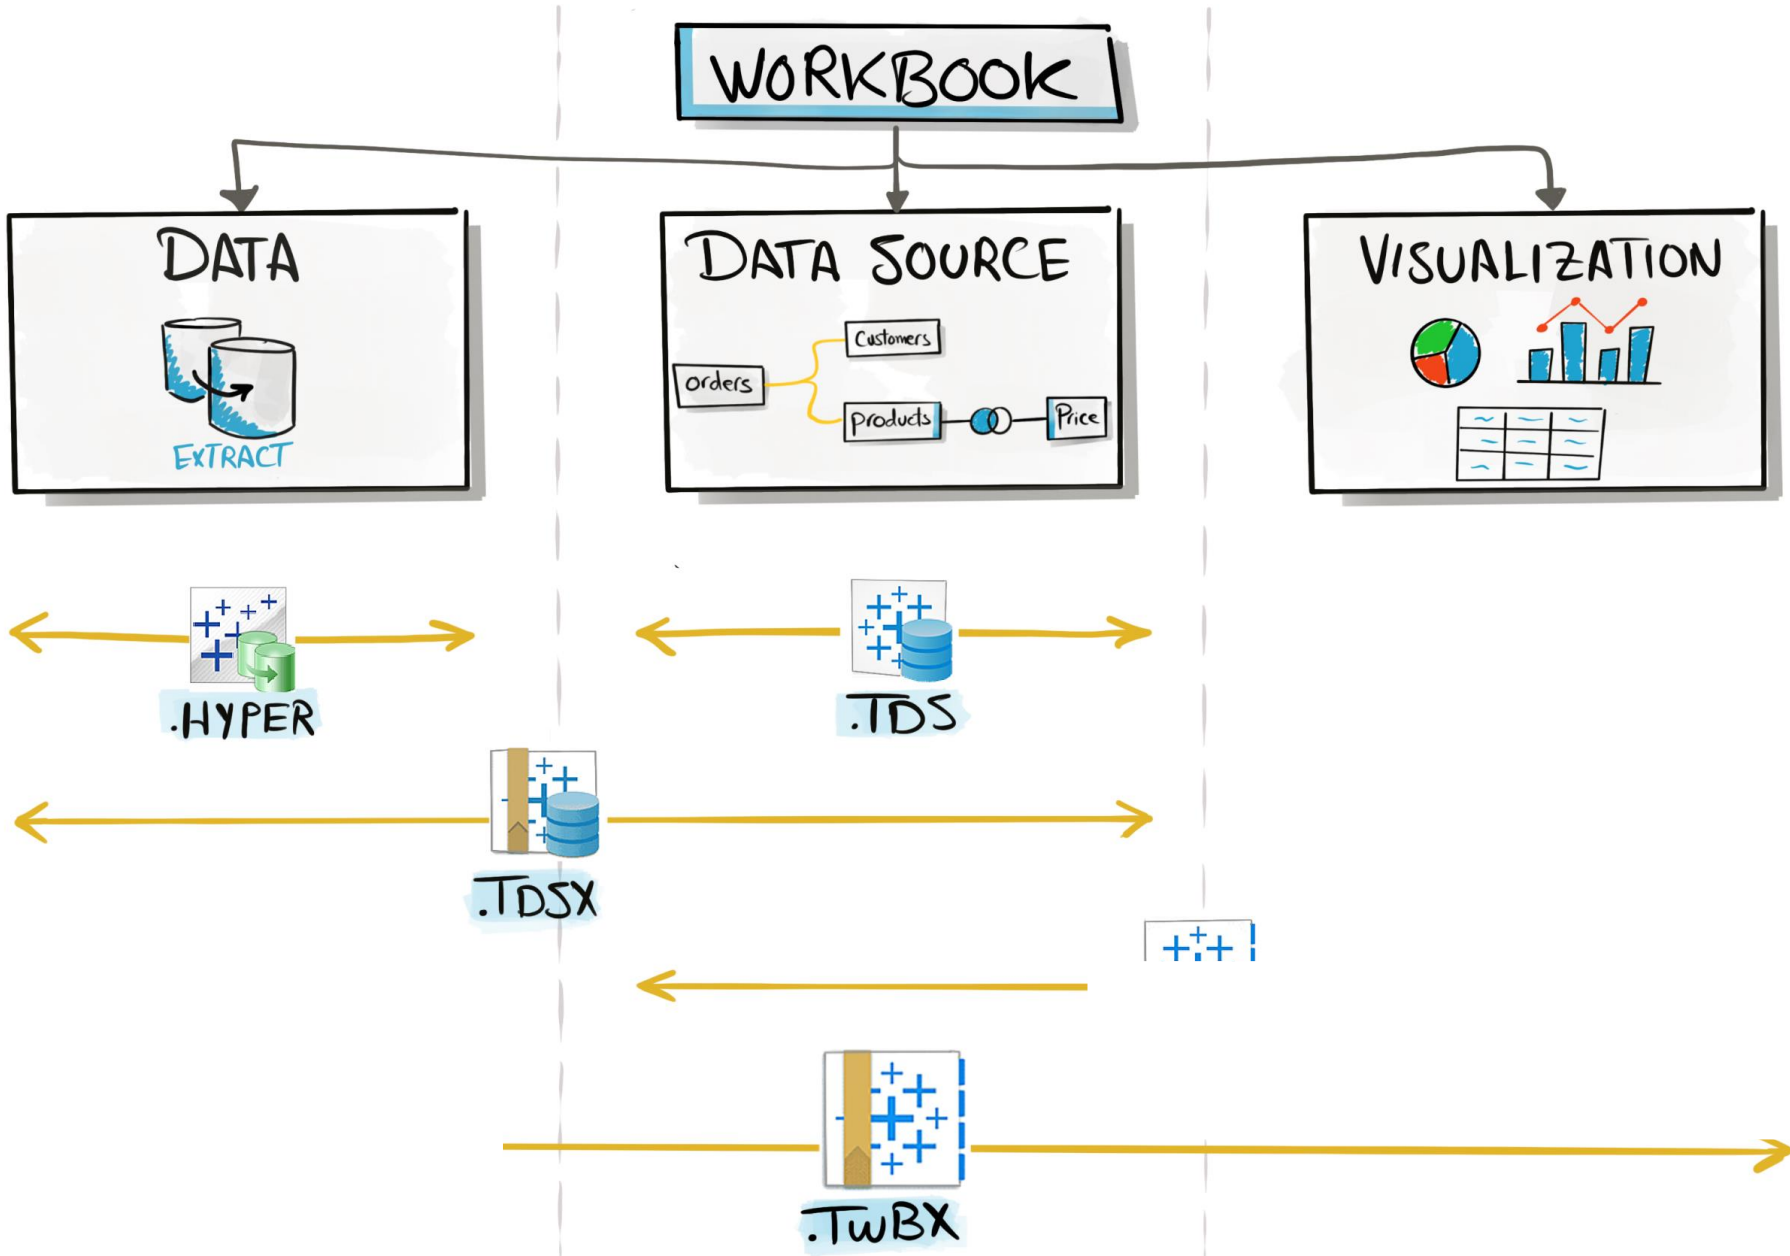 WORKBOOK
DATA
EXTRACT
DATA SOURCE
orders
Customers
products
Price
VISUALIZATION
.HYPER
.TDS
.TDSX
.TWBX